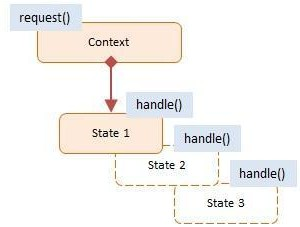 request()
Context
handle()
State 1
handle()
State 2
handle()
State 3